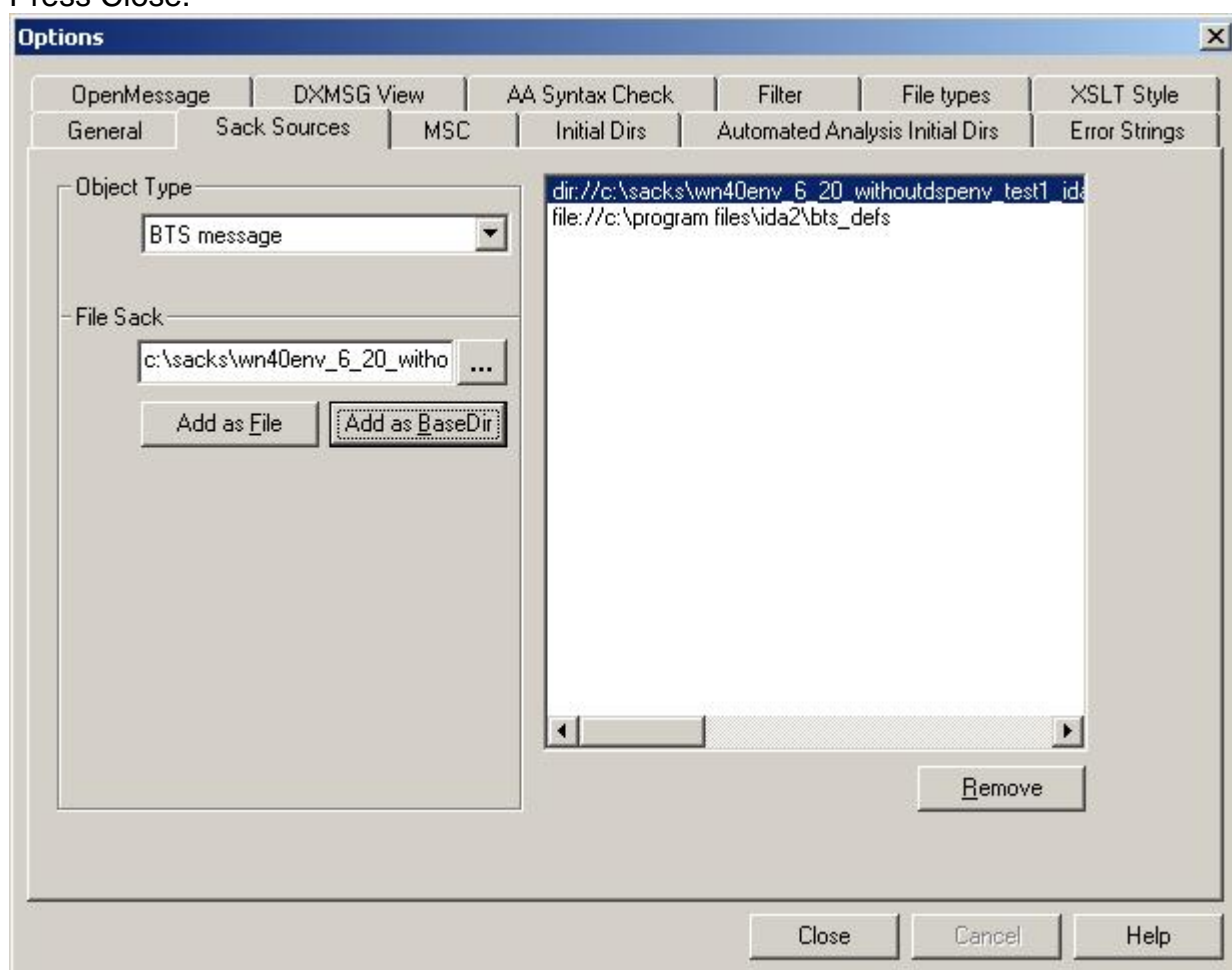 Press Close.
Options
OpenMessage DXMSG View AA Syntax Check Filter File types XSLT Style
General Sack Sources MSC Initial Dirs Automated Analysis Initial Dirs Error Strings
Object Type
BTS message
File Sack
c:\sacks\wn40env_6_20_witho ...
Add as File Add as BaseDir
dir://c:\sacks\wn40env_6_20_withoutdspenv_test1_ida
file://c:\program files\ida2\bts_defs
Remove
Close Cancel Help